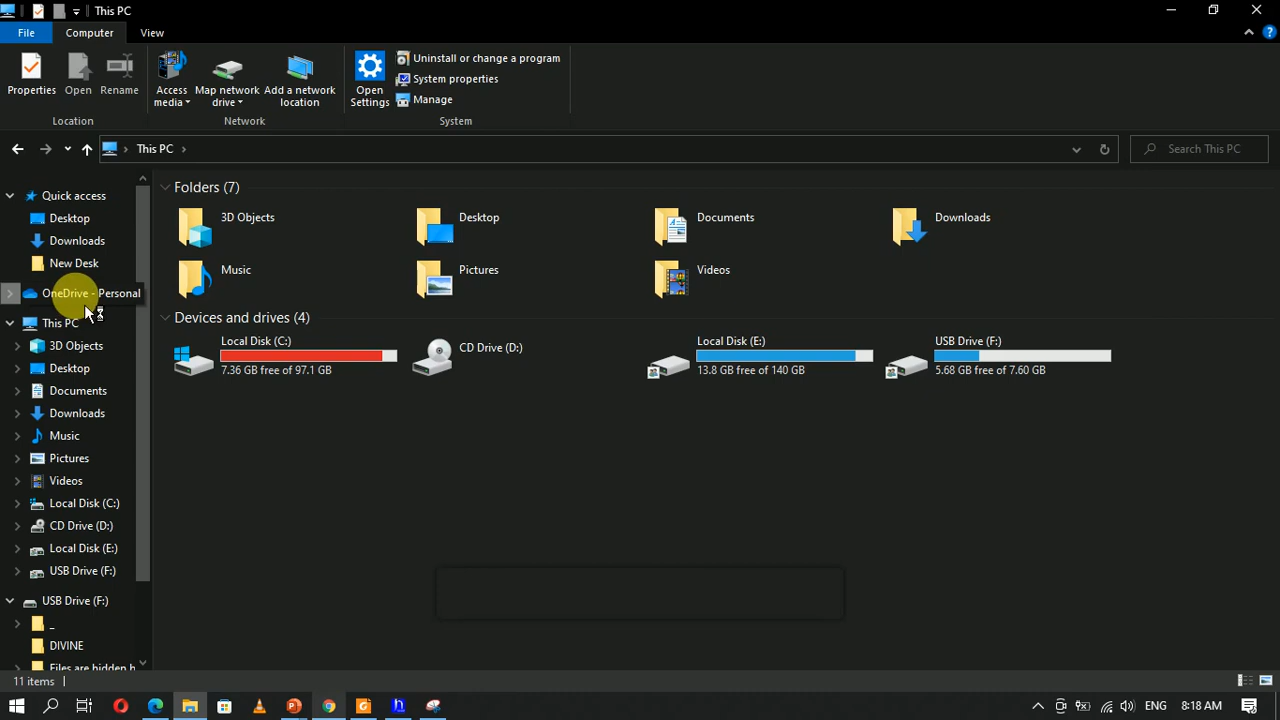 This PC
File
Computer
View
Properties
Open
Rename
Access media
Map network drive
Add a network location
Open Settings
Uninstall or change a program
System properties
Manage
Location
Network
System
This PC
Search This PC
Quick access
Desktop
Downloads
New Desk
OneDrive - Personal
This PC
3D Objects
Desktop
Documents
Downloads
Music
Pictures
Videos
Local Disk (C:)
CD Drive (D:)
Local Disk (E:)
USB Drive (F:)
USB Drive (F:)
_
DIVINE
Files are hidden h
Folders (7)
3D Objects
Desktop
Documents
Downloads
Music
Pictures
Videos
Devices and drives (4)
Local Disk (C:)
7.36 GB free of 97.1 GB
CD Drive (D:)
Local Disk (E:)
13.8 GB free of 140 GB
USB Drive (F:)
5.68 GB free of 7.60 GB
11 items
ENG
8:18 AM